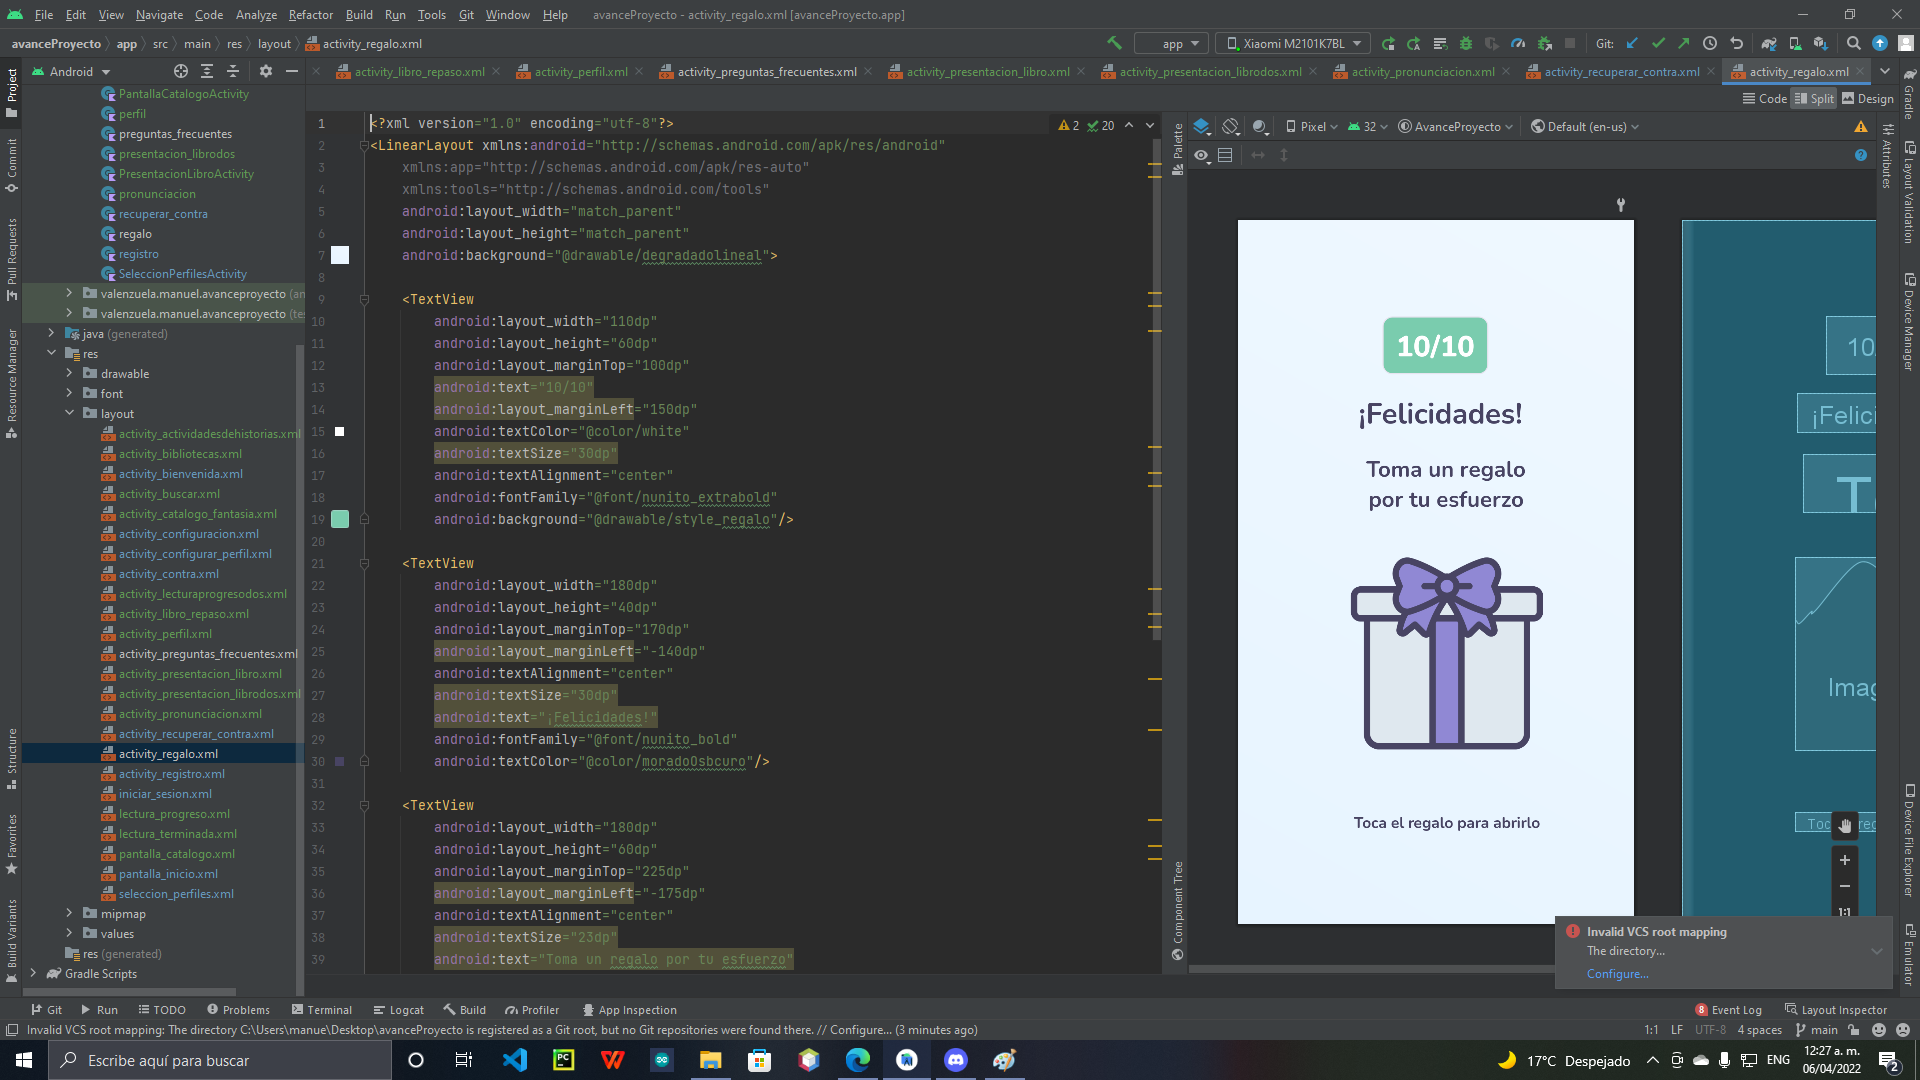 File Edit View Navigate Code Analyze Refactor Build Run Tools Git Window Help avanceProyecto - activity_regalo.xml [avanceProyecto.app]
avanceProyecto app src main res layout activity_regalo.xml
app Xiaomi M2101K7BL Git:
Android
activity_libro_repaso.xml activity_perfil.xml activity_preguntas_frecuentes.xml activity_presentacion_libro.xml activity_presentacion_librodos.xml activity_pronunciacion.xml activity_recuperar_contra.xml activity_regalo.xml
Code Split Design
Project
Commit
Pull Requests
Resource Manager
Structure
Favorites
Build Variants
PantallaCatalogoActivity
perfil
preguntas_frecuentes
presentacion_librodos
PresentacionLibroActivity
pronunciacion
recuperar_contra
regalo
registro
SeleccionPerfilesActivity
valenzuela.manuel.avanceproyecto (an
valenzuela.manuel.avanceproyecto (tes
java (generated)
res
drawable
font
layout
activity_actividadesdehistorias.xml
activity_bibliotecas.xml
activity_bienvenida.xml
activity_buscar.xml
activity_catalogo_fantasia.xml
activity_configuracion.xml
activity_configurar_perfil.xml
activity_contra.xml
activity_lecturaprogresodos.xml
activity_libro_repaso.xml
activity_perfil.xml
activity_preguntas_frecuentes.xml
activity_presentacion_libro.xml
activity_presentacion_librodos.xml
activity_pronunciacion.xml
activity_recuperar_contra.xml
activity_regalo.xml
activity_registro.xml
iniciar_sesion.xml
lectura_progreso.xml
lectura_terminada.xml
pantalla_catalogo.xml
pantalla_inicio.xml
seleccion_perfiles.xml
mipmap
values
res (generated)
Gradle Scripts
2 20
1 <?xml version="1.0" encoding="utf-8"?>
2 <LinearLayout xmlns:android="http://schemas.android.com/apk/res/android"
3 xmlns:app="http://schemas.android.com/apk/res-auto"
4 xmlns:tools="http://schemas.android.com/tools"
5 android:layout_width="match_parent"
6 android:layout_height="match_parent"
7 android:background="@drawable/degradadolineal">
8
9 <TextView
10 android:layout_width="110dp"
11 android:layout_height="60dp"
12 android:layout_marginTop="100dp"
13 android:text="10/10"
14 android:layout_marginLeft="150dp"
15 android:textColor="@color/white"
16 android:textSize="30dp"
17 android:textAlignment="center"
18 android:fontFamily="@font/nunito_extrabold"
19 android:background="@drawable/style_regalo"/>
20
21 <TextView
22 android:layout_width="180dp"
23 android:layout_height="40dp"
24 android:layout_marginTop="170dp"
25 android:layout_marginLeft="-140dp"
26 android:textAlignment="center"
27 android:textSize="30dp"
28 android:text="¡Felicidades!"
29 android:fontFamily="@font/nunito_bold"
30 android:textColor="@color/moradoOsbcuro"/>
31
32 <TextView
33 android:layout_width="180dp"
34 android:layout_height="60dp"
35 android:layout_marginTop="225dp"
36 android:layout_marginLeft="-175dp"
37 android:textAlignment="center"
38 android:textSize="23dp"
39 android:text="Toma un regalo por tu esfuerzo"
Palette
Component Tree
Pixel 32 AvanceProyecto Default (en-us)
10/10
¡Felicidades!
Toma un regalo
por tu esfuerzo
Toca el regalo para abrirlo
10
¡Felici
T
Imag
Toc reg
1:1
Attributes
Gradle
Layout Validation
Device Manager
Device File Explorer
Emulator
Invalid VCS root mapping
The directory...
Configure...
Git Run TODO Problems Terminal Logcat Build Profiler App Inspection 8 Event Log Layout Inspector
Invalid VCS root mapping: The directory C:\Users\manue\Desktop\avanceProyecto is registered as a Git root, but no Git repositories were found there. // Configure... (3 minutes ago) 1:1 LF UTF-8 4 spaces main
Escribe aquí para buscar
PC
17°C Despejado ENG
12:27 a. m.
06/04/2022
2